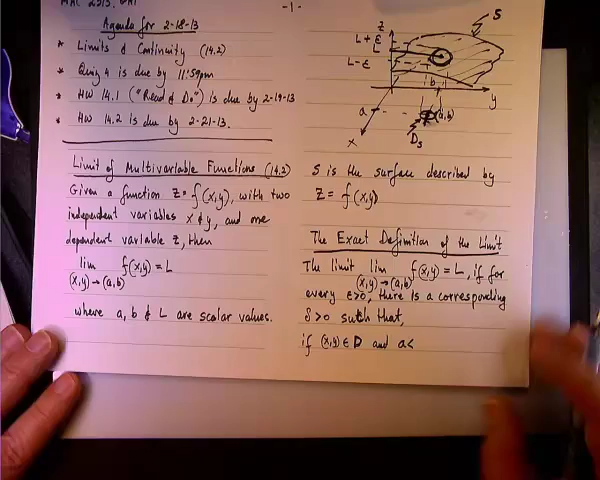 MAC 2313.
-1-
Agenda for 2-18-13
* Limits & Continuity (14.2)
* Quiz 4 is due by 11:59pm
* HW 14.1 ("Read & Do") is due by 2-19-13
* HW 14.2 is due by 2-21-13.
Limit of Multivariable Functions (14.2)
Given a function Z = f(x,y), with two
independent variables x & y, and one
dependent variable z, then
lim f(x,y) = L
(x,y) → (a,b)
where a, b & L are scalar values.
z
S
L + ε
L
L - ε
b
y
a
(a,b)
x
Dδ
S is the surface described by
Z = f(x,y)
The Exact Definition of the Limit
The limit lim f(x,y) = L, if for
(x,y) → (a,b)
every ε>0, there is a corresponding
δ > 0 such that,
if (x,y) ∈ D and a<